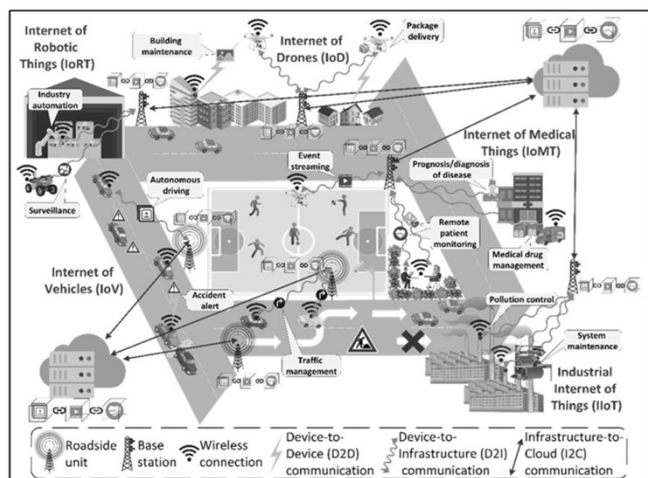 Internet of
Robotic
Things (IoRT)
Building
maintenance
Internet of
Drones (IoD)
Package
delivery
Industry
automation
Internet of Medical
Things (IoMT)
Event
streaming
Prognosis/diagnosis
of disease
Surveillance
Autonomous
driving
Remote
patient
monitoring
Medical drug
management
Internet of
Vehicles (IoV)
Accident
alert
Pollution control
Traffic
management
System
maintenance
Industrial
Internet of
Things (IIoT)
Roadside
unit
Base
station
Wireless
connection
Device-to-
Device (D2D)
communication
Device-to-
Infrastructure (D2I)
communication
Infrastructure-to-
Cloud (I2C)
communication